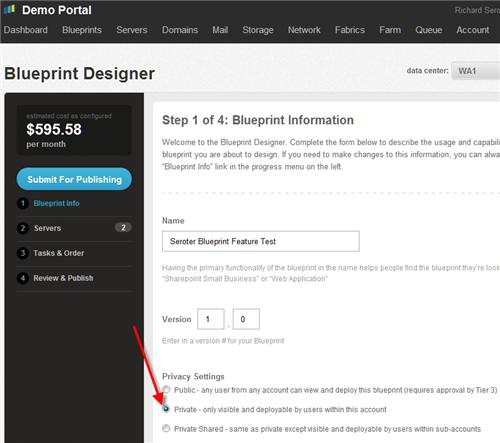 Demo Portal
Richard Sero
Dashboard Blueprints Servers Domains Mail Storage Network Fabrics Farm Queue Account
Blueprint Designer
data center: WA1
estimated cost as configured
$595.58
per month
Submit For Publishing
1 Blueprint Info
2 Servers 2
3 Tasks & Order
4 Review & Publish
Step 1 of 4: Blueprint Information
Welcome to the Blueprint Designer. Complete the form below to describe the usage and capabili
blueprint you are about to design. If you need to make changes to this information, you can alwa
"Blueprint Info" link in the progress menu on the left.
Name
Seroter Blueprint Feature Test
Having the primary functionality of the blueprint in the name helps people find the blueprint they're look
"Sharepoint Small Business" or "Web Application"
Version 1 . 0
Enter in a version # for your Blueprint
Privacy Settings
Public - any user from any account can view and deploy this blueprint (requires approval by Tier 3)
Private - only visible and deployable by users within this account
Private Shared - same as private except visible and deployable by users within sub-accounts